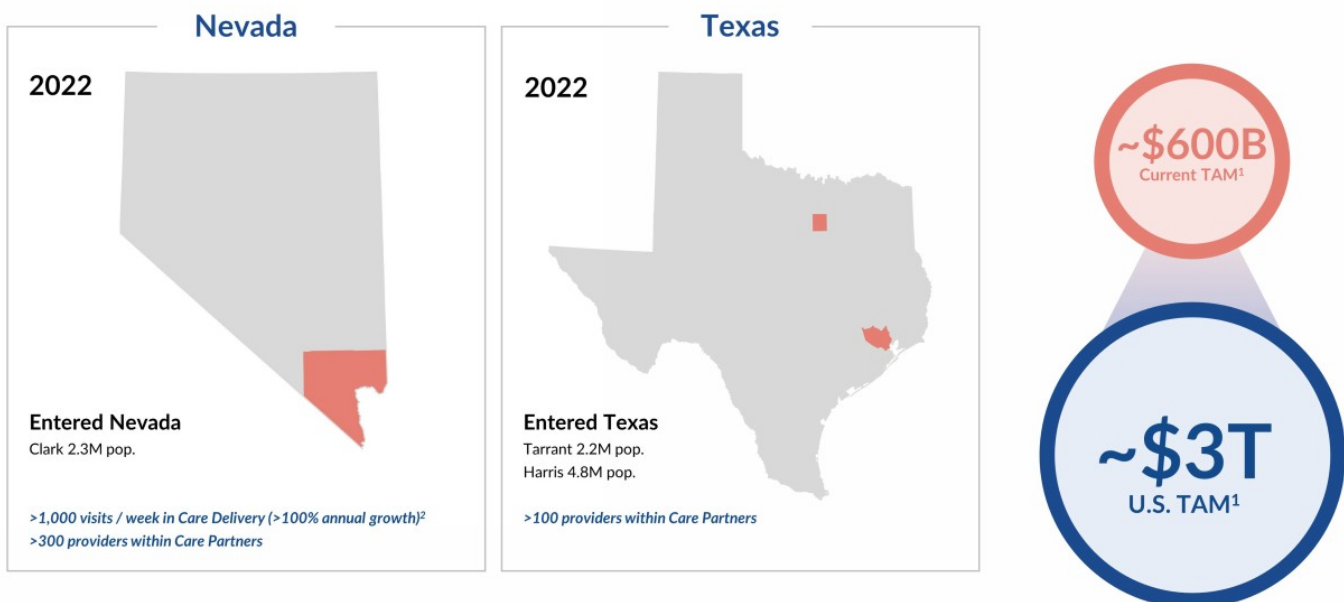 Nevada
2022
Entered Nevada
Clark 2.3M pop.
>1,000 visits / week in Care Delivery (>100% annual growth)²
>300 providers within Care Partners
Texas
2022
Entered Texas
Tarrant 2.2M pop.
Harris 4.8M pop.
>100 providers within Care Partners
~$600B
Current TAM¹
~$3T
U.S. TAM¹